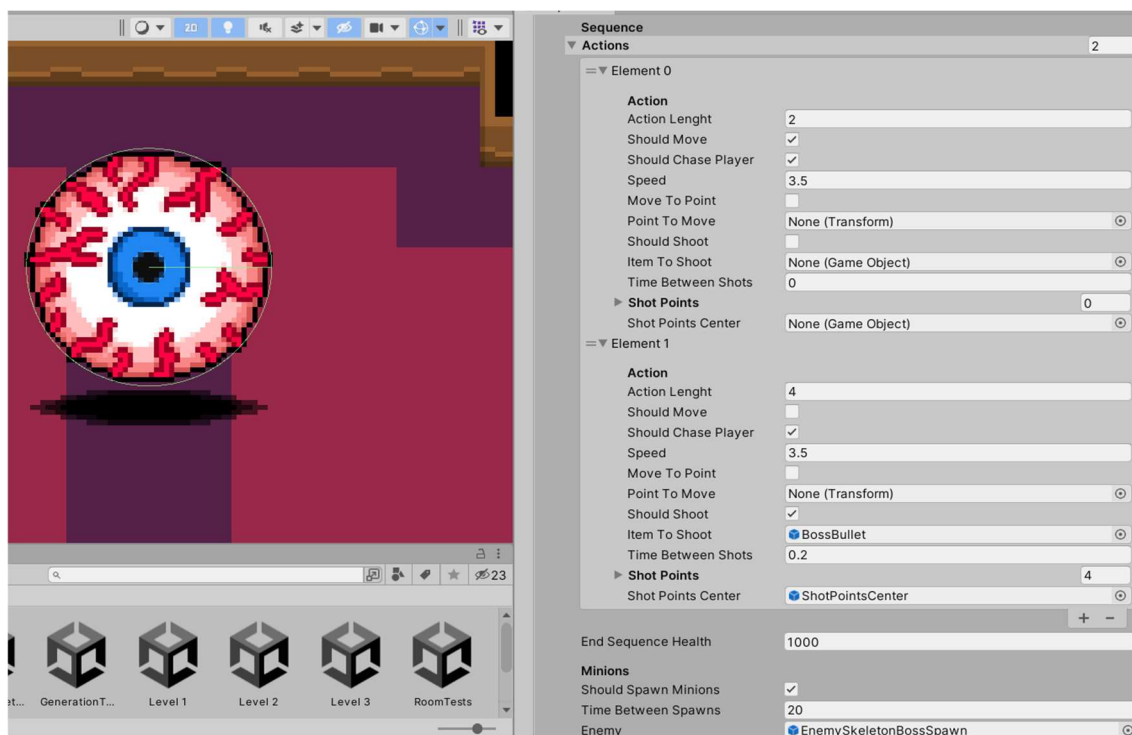 2D
Sequence
Actions 2
Element 0
Action
Action Lenght 2
Should Move
Should Chase Player
Speed 3.5
Move To Point
Point To Move None (Transform)
Should Shoot
Item To Shoot None (Game Object)
Time Between Shots 0
Shot Points 0
Shot Points Center None (Game Object)
Element 1
Action
Action Lenght 4
Should Move
Should Chase Player
Speed 3.5
Move To Point
Point To Move None (Transform)
Should Shoot
Item To Shoot BossBullet
Time Between Shots 0.2
Shot Points 4
Shot Points Center ShotPointsCenter
End Sequence Health 1000
Minions
Should Spawn Minions
Time Between Spawns 20
Enemy EnemySkeletonBossSpawn
23
et... GenerationT... Level 1 Level 2 Level 3 RoomTests